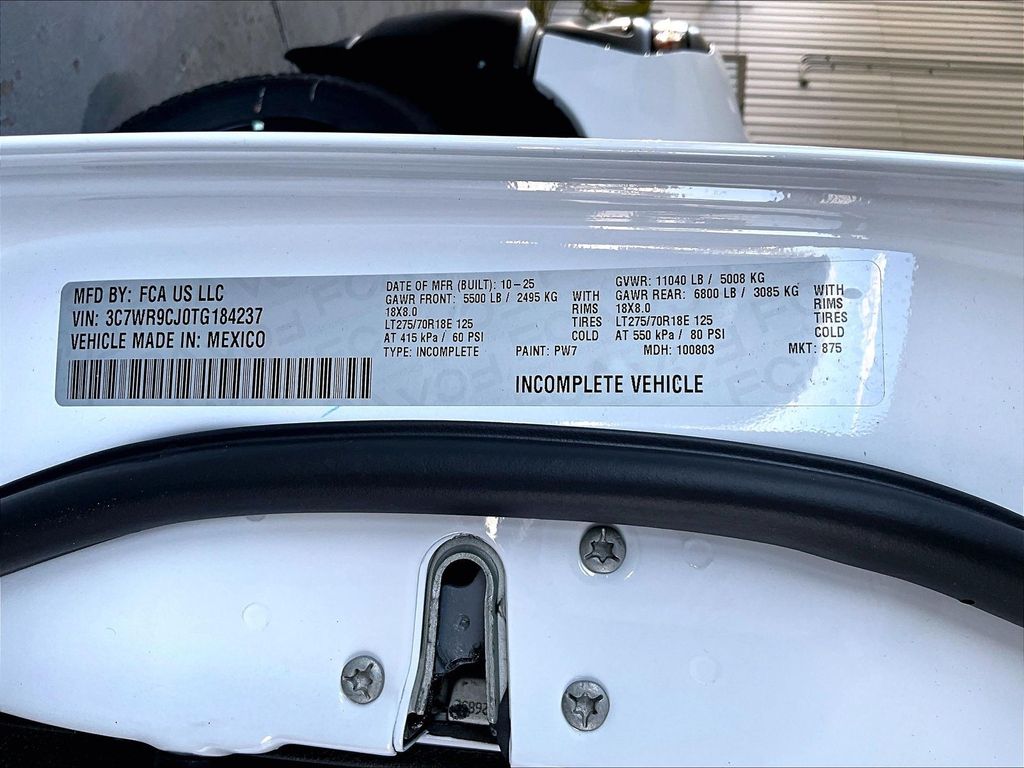 MFD BY: FCA US LLC
VIN: 3C7WR9CJ0TG184237
VEHICLE MADE IN: MEXICO
DATE OF MFR (BUILT): 10-25
GAWR FRONT: 5500 LB / 2495 KG WITH
18X8.0 RIMS
LT275/70R18E 125 TIRES
AT 415 kPa / 60 PSI COLD
TYPE: INCOMPLETE
GVWR: 11040 LB / 5008 KG
GAWR REAR: 6800 LB / 3085 KG WITH
18X8.0 RIMS
LT275/70R18E 125 TIRES
AT 550 kPa / 80 PSI COLD
PAINT: PW7 MDH: 100803 MKT: 875
INCOMPLETE VEHICLE